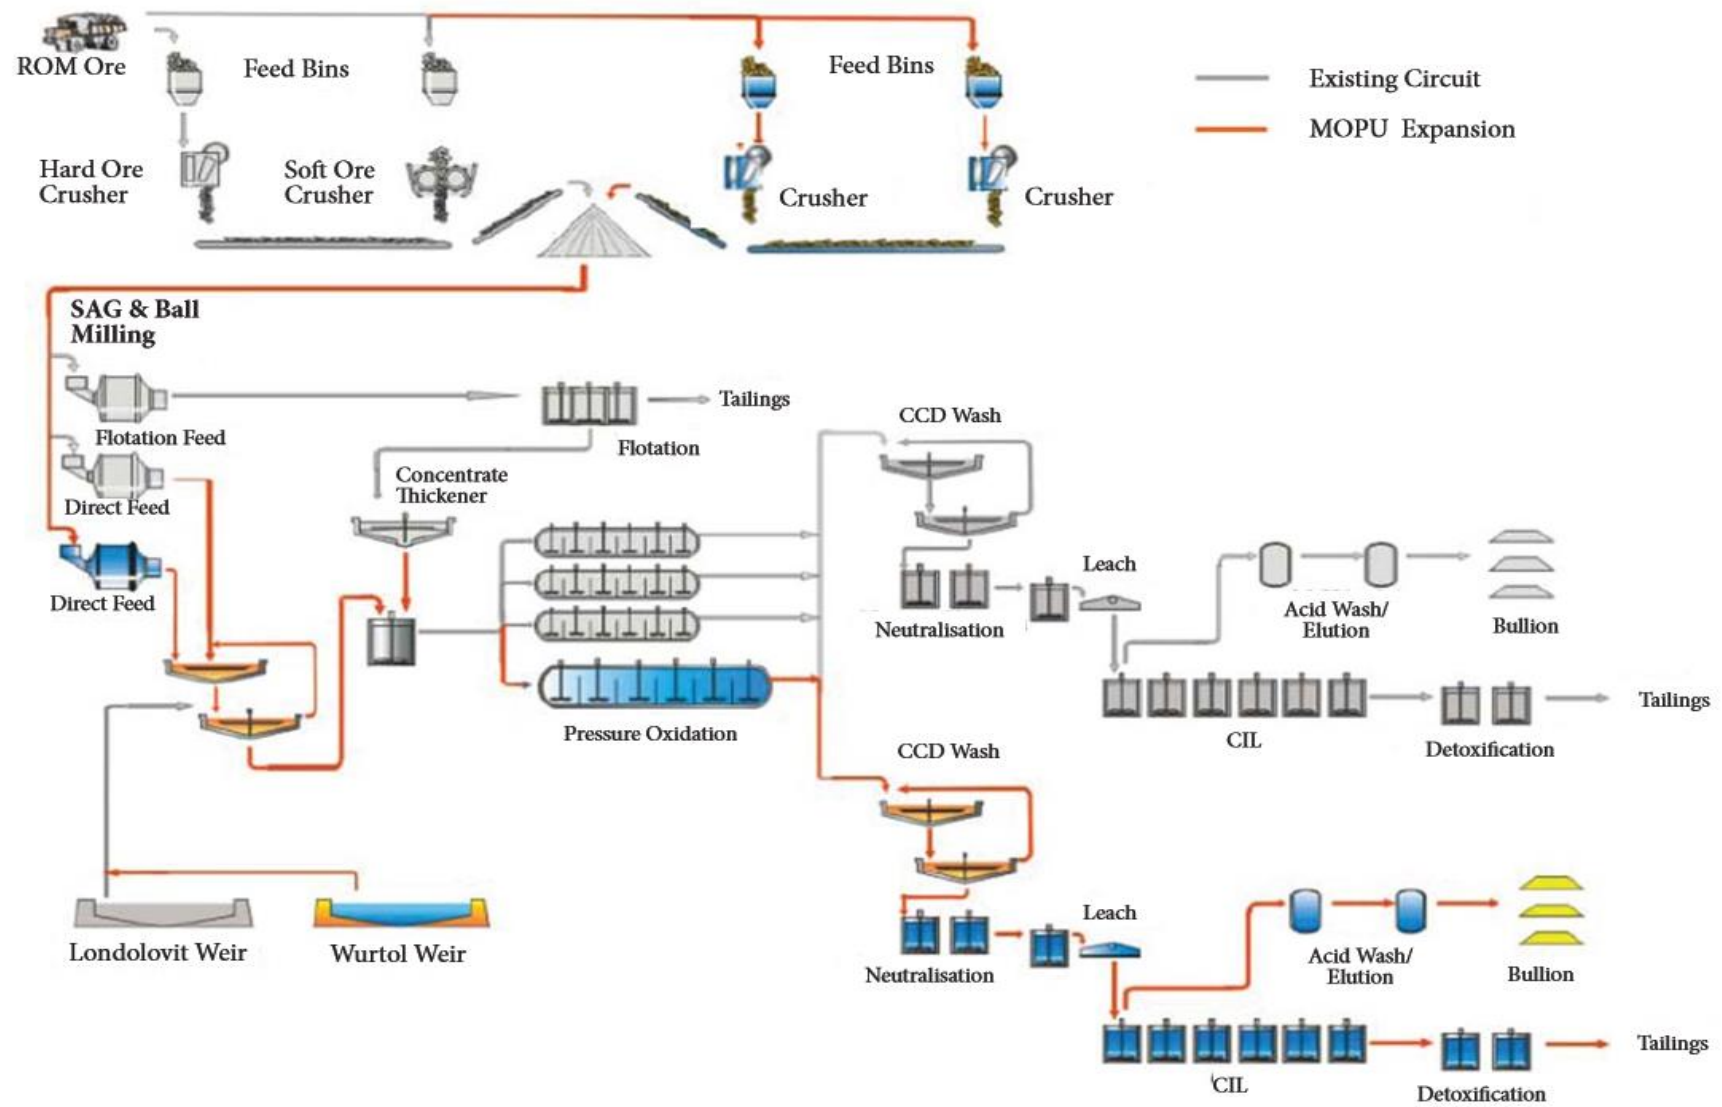 ROM Ore
Feed Bins
Feed Bins
Existing Circuit
MOPU Expansion
Hard Ore
Crusher
Soft Ore
Crusher
Crusher
Crusher
SAG & Ball
Milling
Flotation Feed
Direct Feed
Direct Feed
Tailings
Flotation
Concentrate
Thickener
Pressure Oxidation
CCD Wash
Neutralisation
Leach
Acid Wash/
Elution
Bullion
CIL
Detoxification
Tailings
CCD Wash
Neutralisation
Leach
Acid Wash/
Elution
Bullion
CIL
Detoxification
Tailings
Londolovit Weir
Wurtol Weir